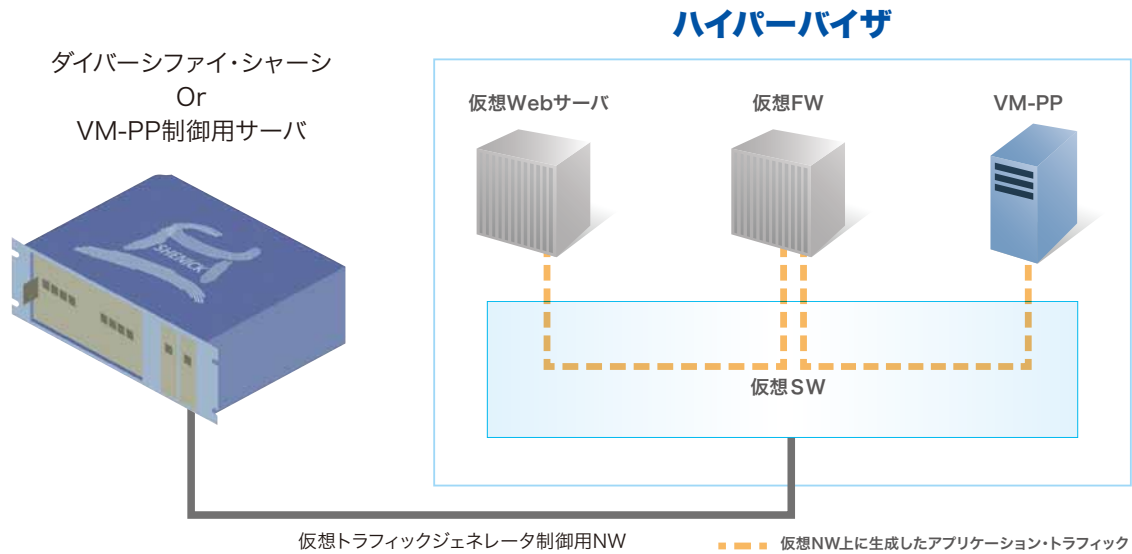 ハイパーバイザ
ダイバーシファイ・シャーシ
Or
VM-PP制御用サーバ
仮想Webサーバ
仮想FW
VM-PP
SHENICK
仮想SW
仮想トラフィックジェネレータ制御用NW
仮想NW上に生成したアプリケーション・トラフィック